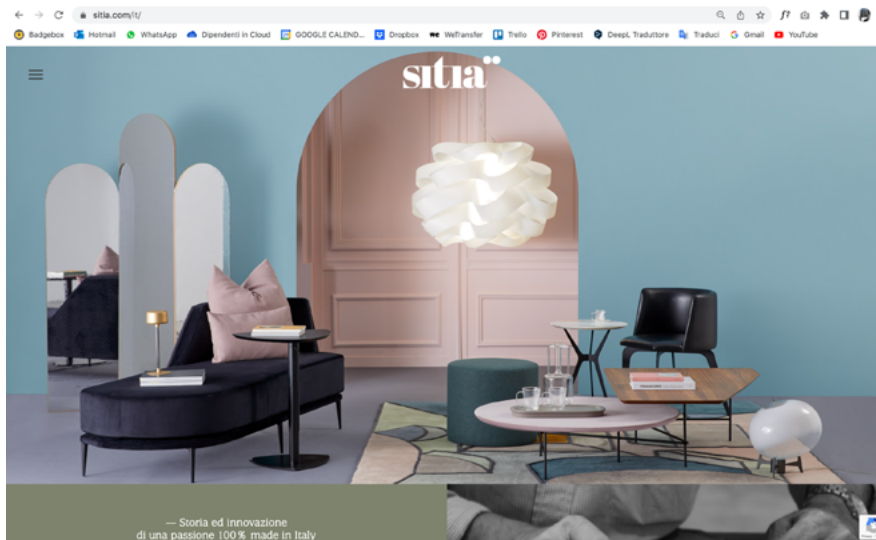 sitia.com/it/
Badgebox Hotmail WhatsApp Dipendenti in Cloud GOOGLE CALEND... Dropbox WeTransfer Trello Pinterest DeepL Traduttore Traduci Gmail YouTube
sitia
— Storia ed innovazione
di una passione 100% made in Italy